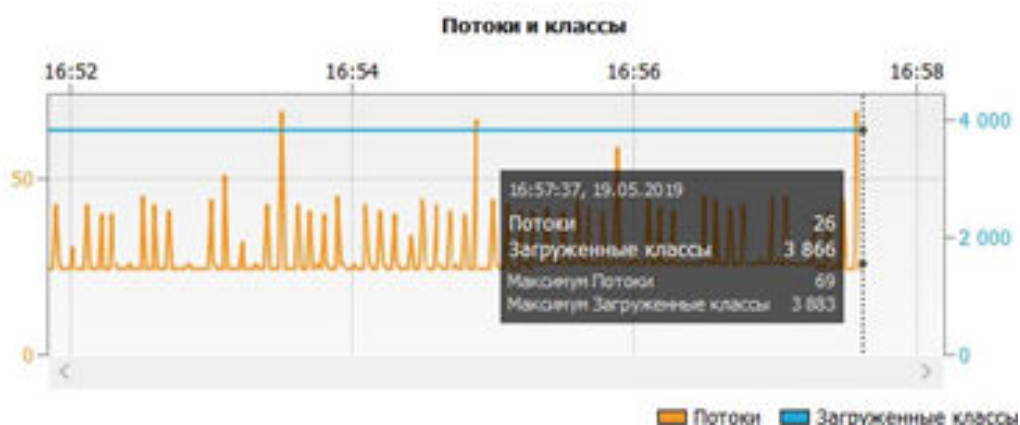 Потоки и классы
16:52 16:54 16:56 16:58
4 000
50
16:57:37, 19.05.2019
Потоки 26
Загруженные классы 3 866
2 000
Максимум Потоки 69
Максимум Загруженные классы 3 883
0 0
< >
Потоки Загруженные классы